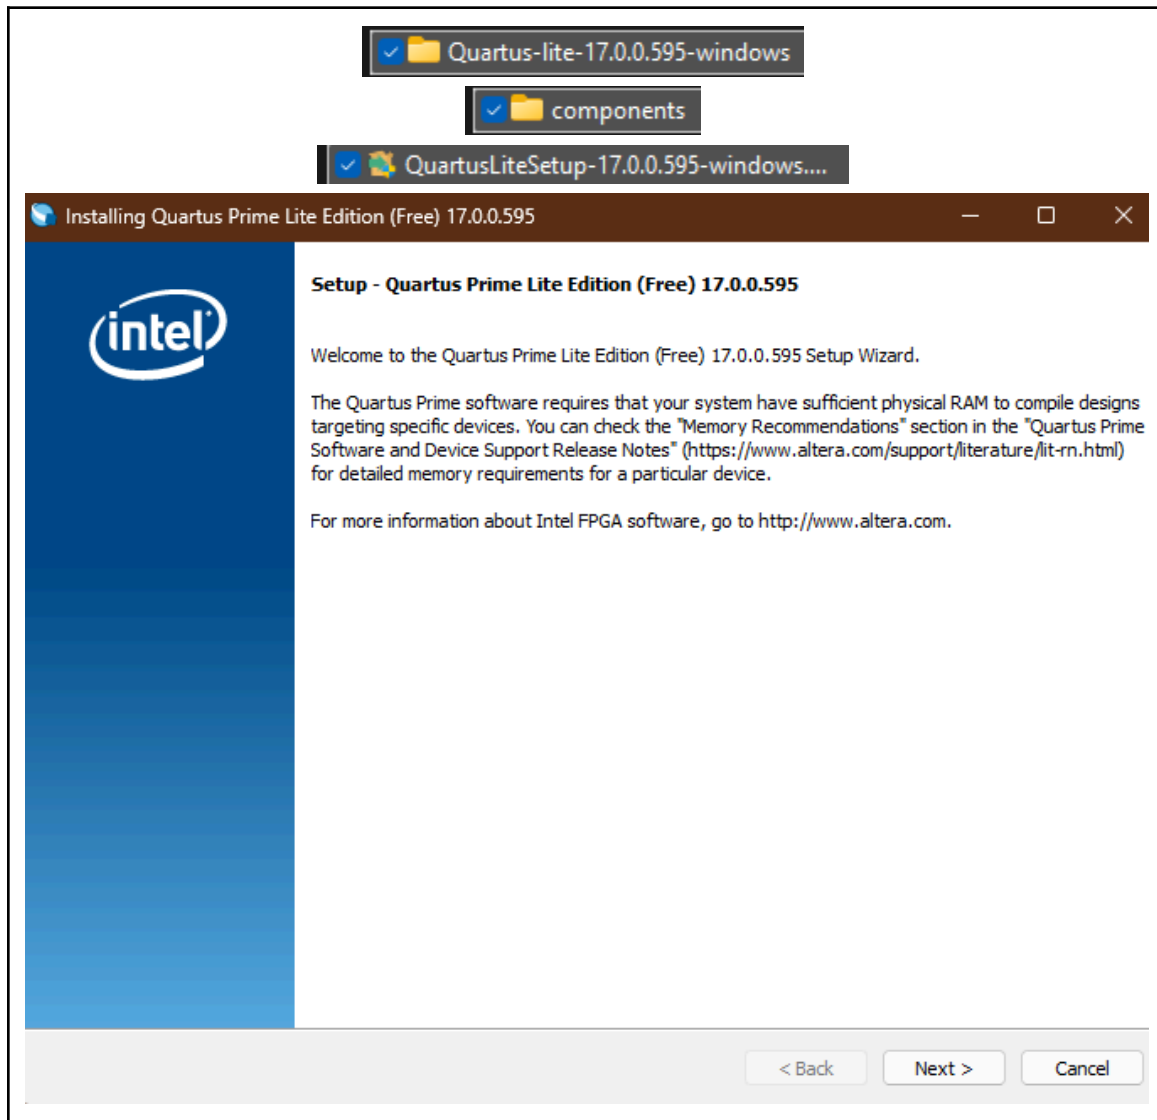 Quartus-lite-17.0.0.595-windows
components
QuartusLiteSetup-17.0.0.595-windows....
Installing Quartus Prime Lite Edition (Free) 17.0.0.595
intel
Setup - Quartus Prime Lite Edition (Free) 17.0.0.595
Welcome to the Quartus Prime Lite Edition (Free) 17.0.0.595 Setup Wizard.
The Quartus Prime software requires that your system have sufficient physical RAM to compile designs
targeting specific devices. You can check the "Memory Recommendations" section in the "Quartus Prime
Software and Device Support Release Notes" (https://www.altera.com/support/literature/lit-rn.html)
for detailed memory requirements for a particular device.
For more information about Intel FPGA software, go to http://www.altera.com.
< Back Next > Cancel